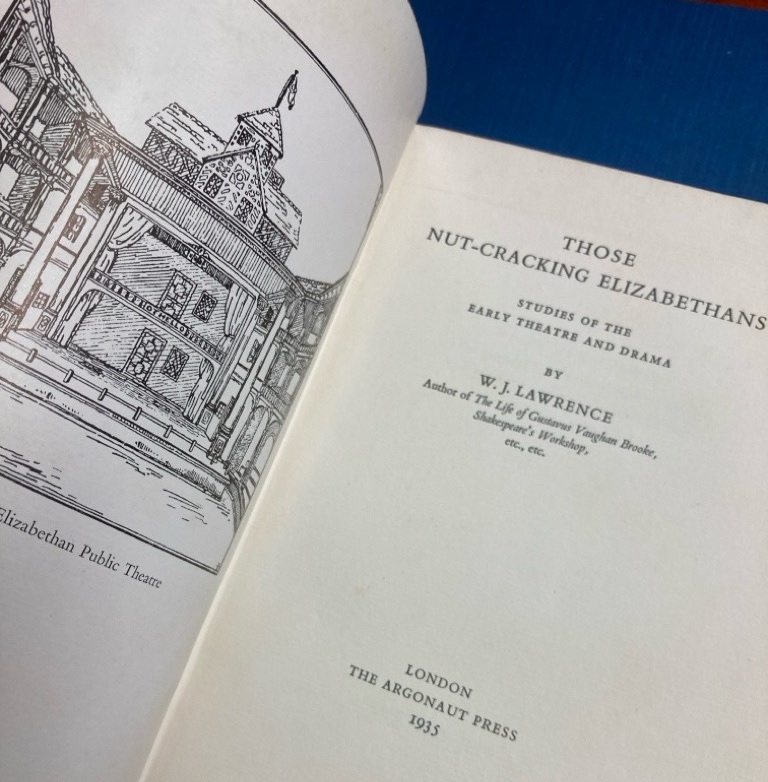 Elizabethan Public Theatre
THOSE
NUT-CRACKING ELIZABETHANS
STUDIES OF THE
EARLY THEATRE AND DRAMA
BY
W. J. LAWRENCE
Author of The Life of Gustavus Vaughan Brooke,
Shakespeare's Workshop,
etc., etc.
LONDON
THE ARGONAUT PRESS
1935